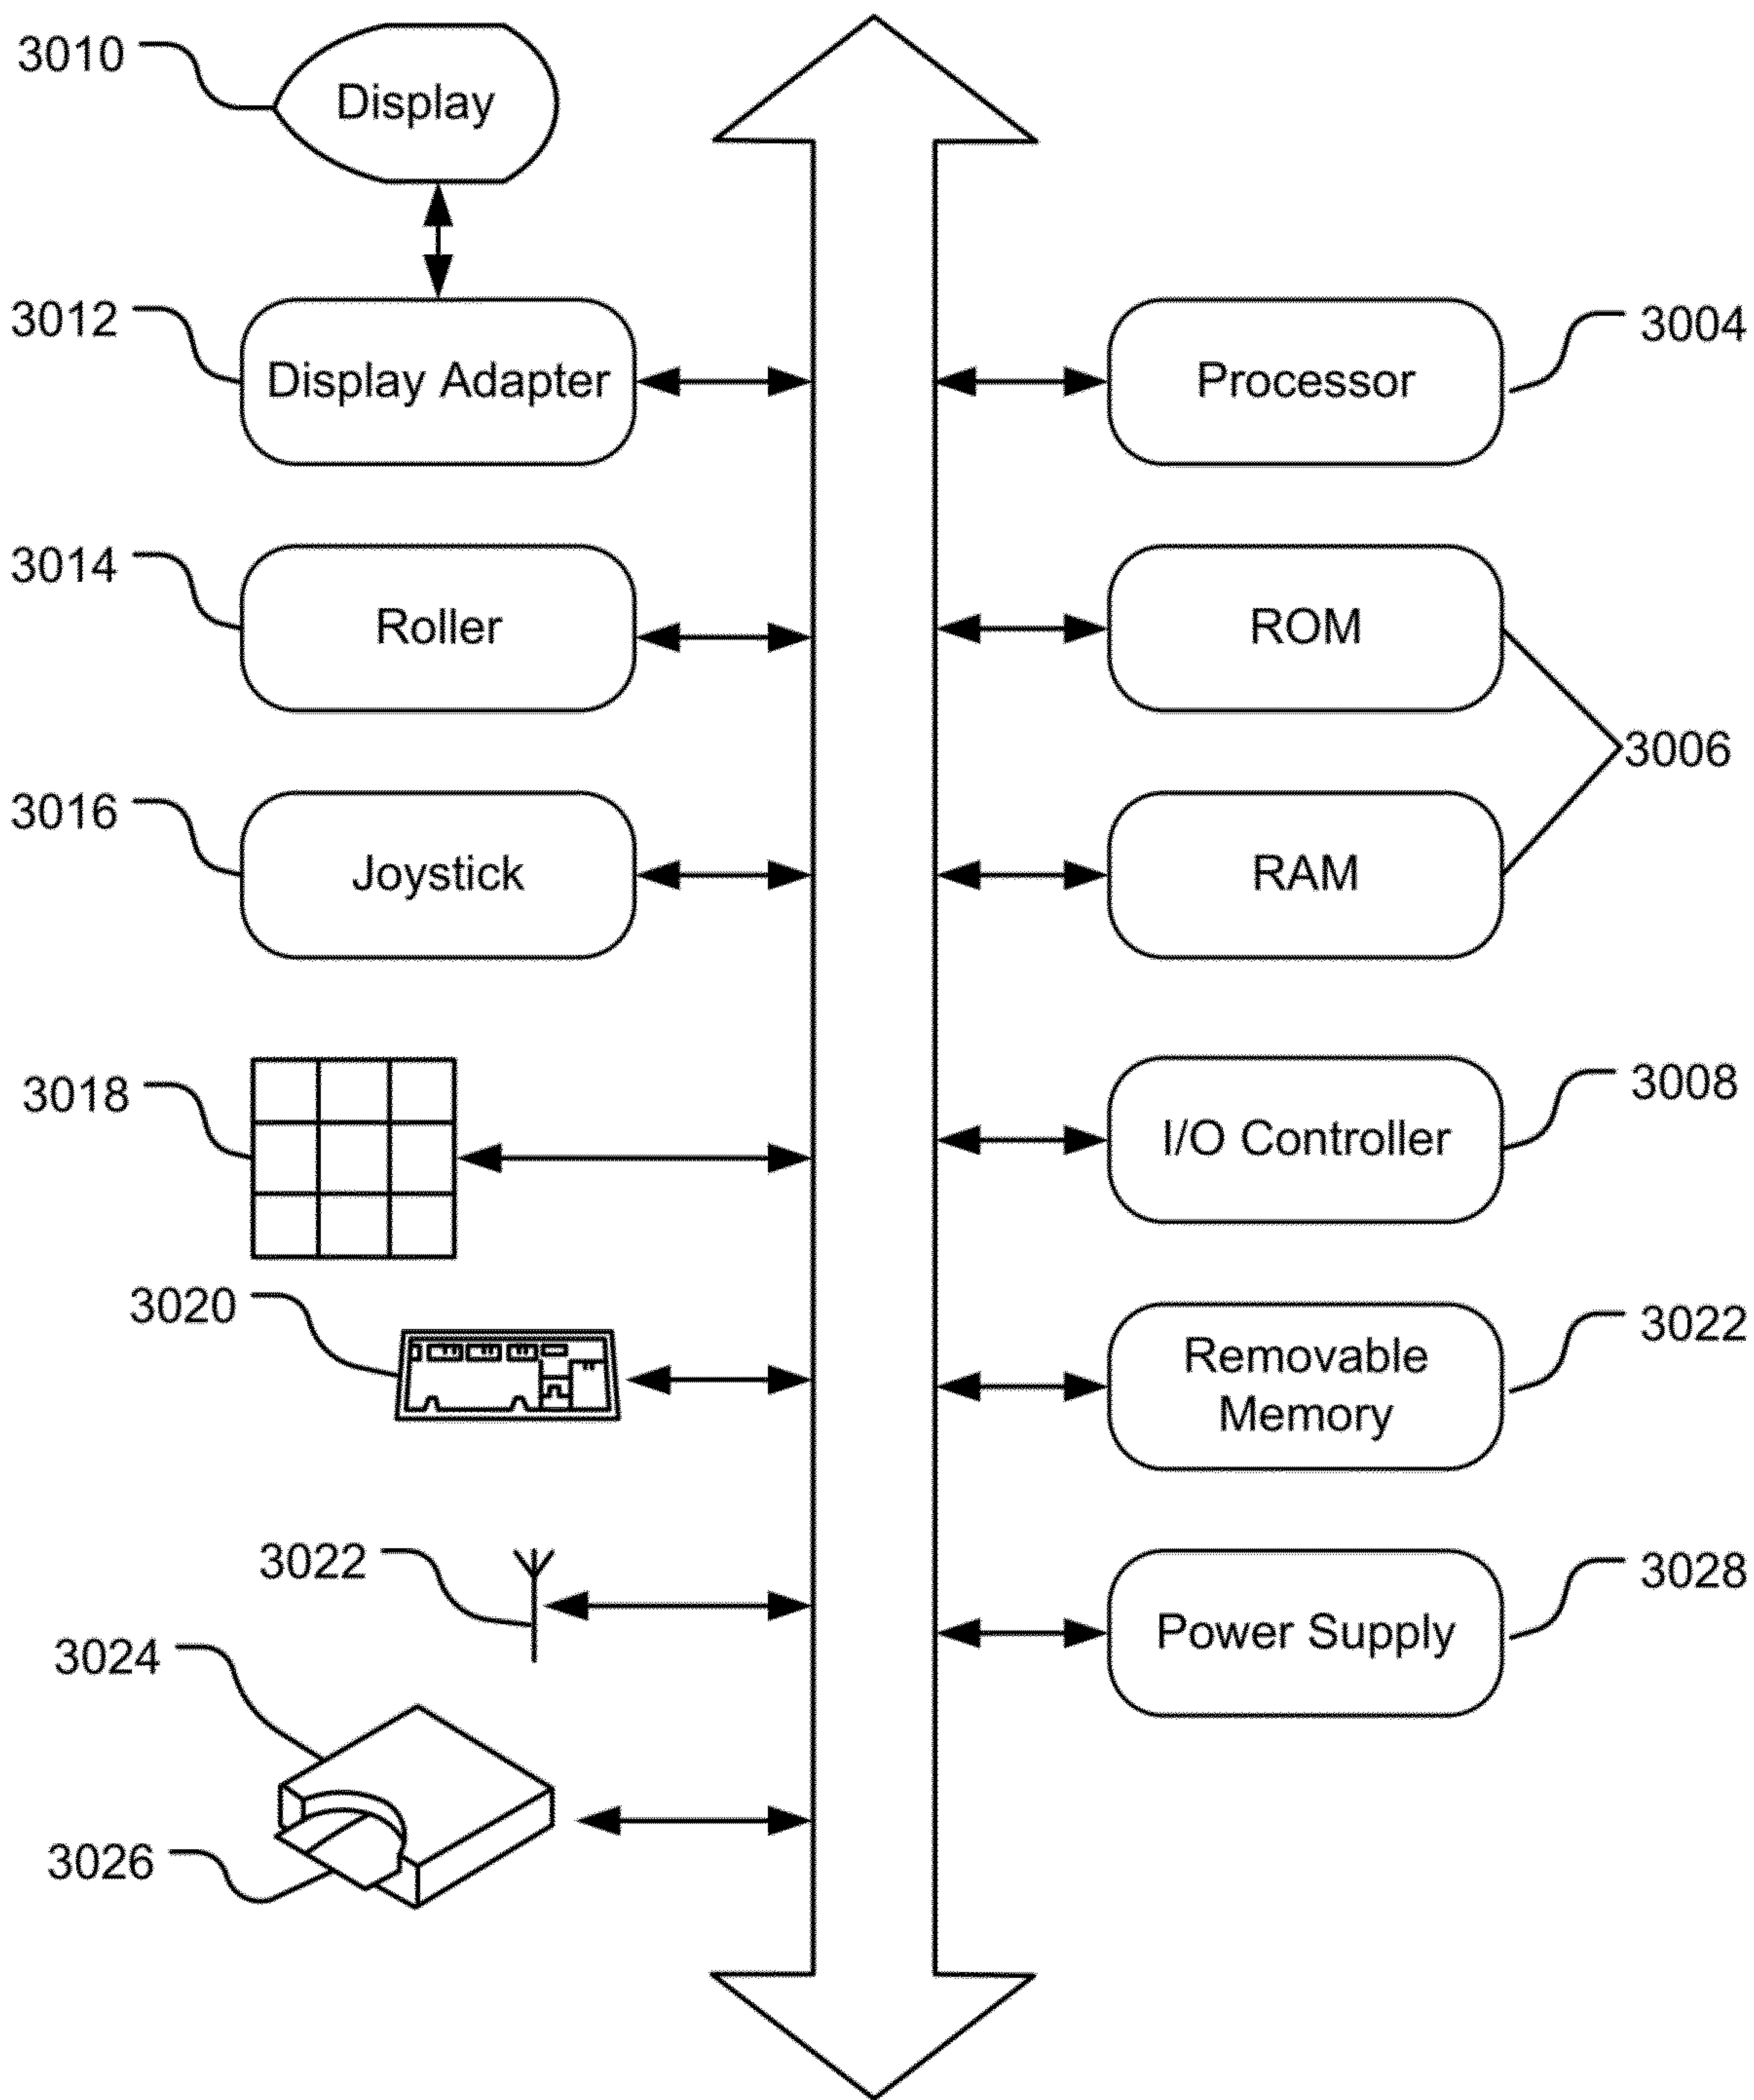 3010
Display
3012
Display Adapter
3004
Processor
3014
Roller
ROM
3006
3016
Joystick
RAM
3018
3008
I/O Controller
3020
3022
Removable
Memory
3022
3028
Power Supply
3024
3026